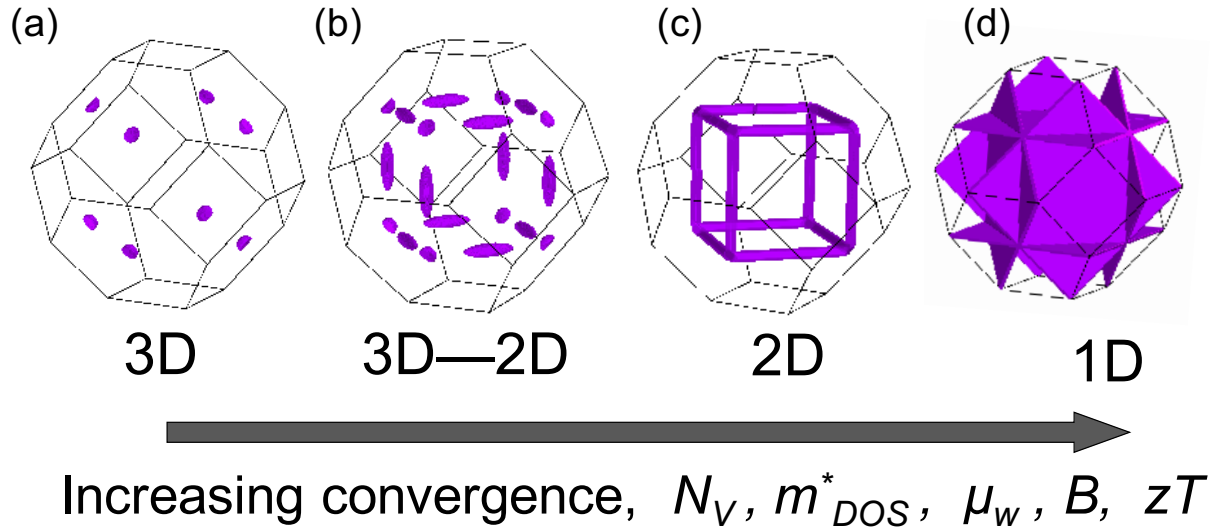 (a) (b) (c) (d)
3D 3D—2D 2D 1D
Increasing convergence, N_V, m*_DOS, μ_w, B, zT